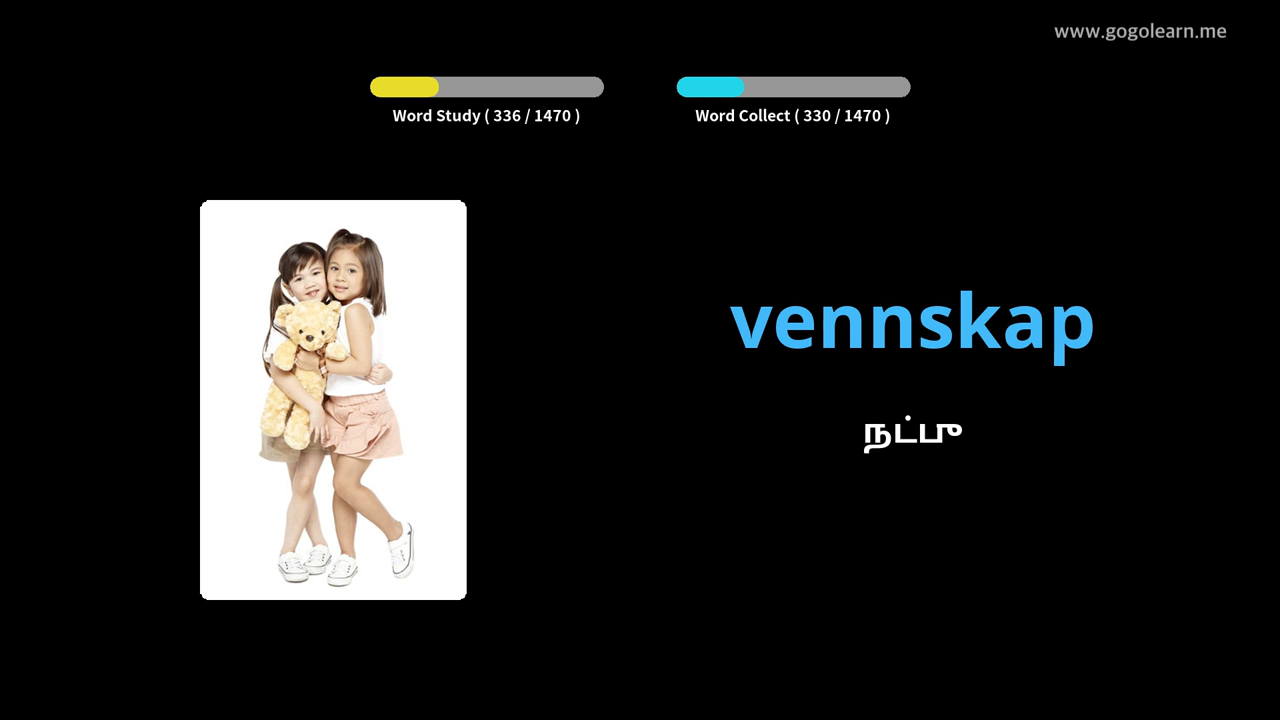 www.gogolearn.me
Word Study ( 336 / 1470 )
Word Collect ( 330 / 1470 )
vennskap
நட்பு